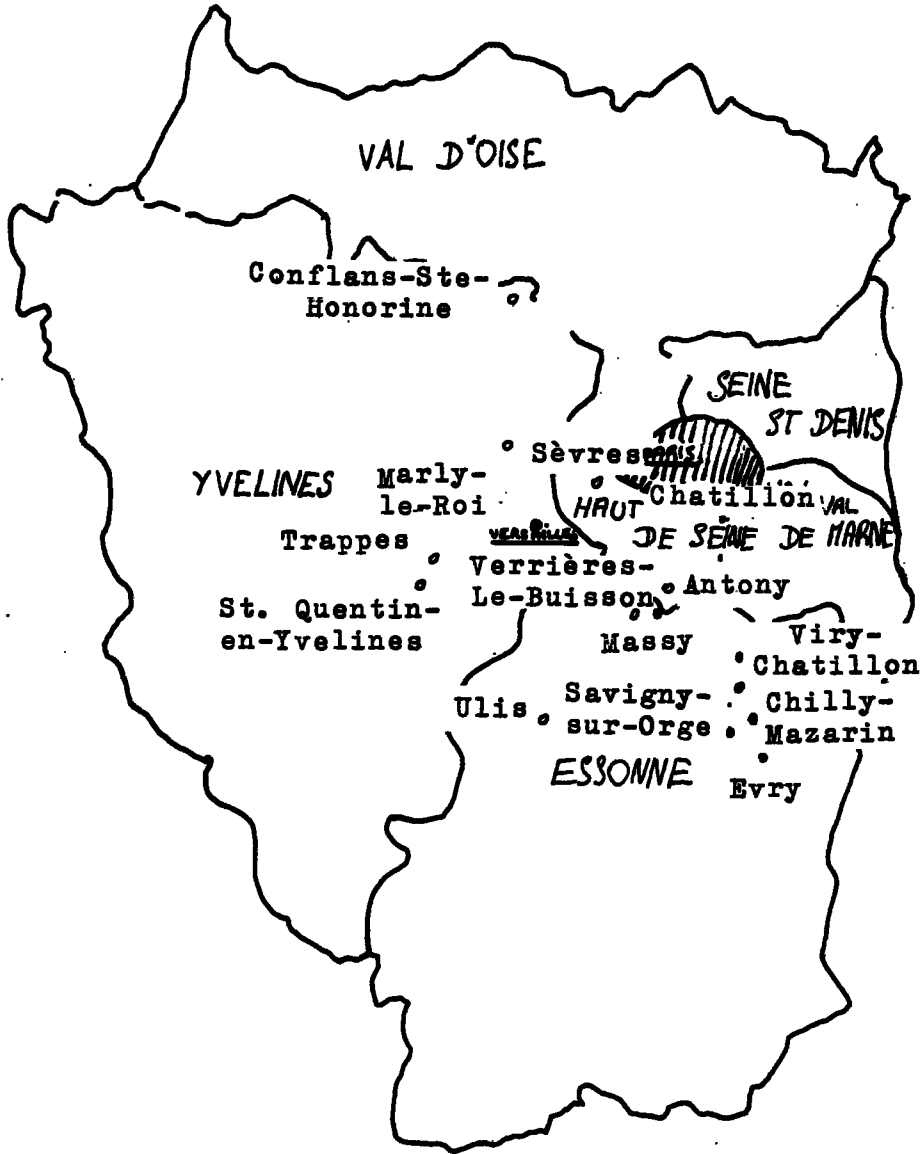 VAL D'OISE
Conflans-Ste-
Honorine
SEINE
ST DENIS
YVELINES
Marly-
le-Roi
Sèvres
PARIS
HAUT
DE SEINE
Chatillon
VAL
DE MARNE
Trappes
VERSAILLES
St. Quentin-
en-Yvelines
Verrières-
Le-Buisson
Antony
Massy
Viry-
Chatillon
Ulis
Savigny-
sur-Orge
Chilly-
Mazarin
ESSONNE
Evry